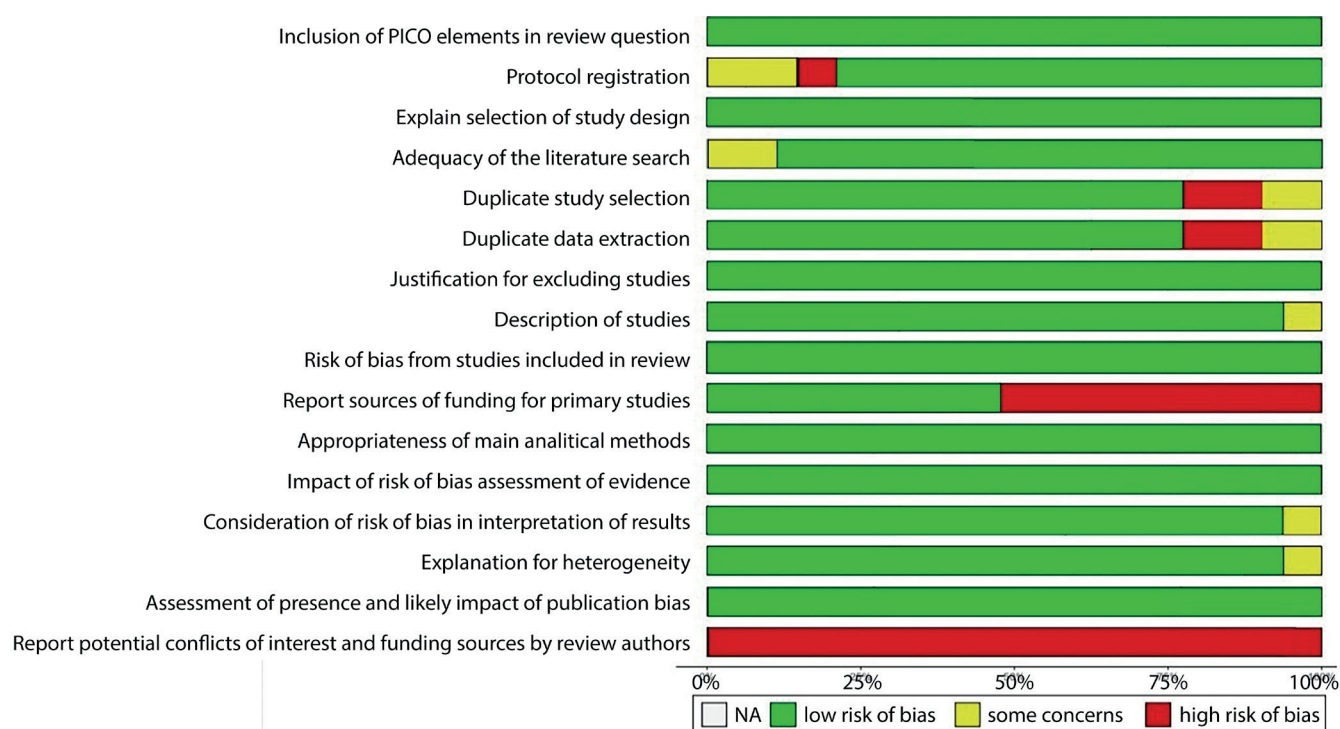 Inclusion of PICO elements in review question
Protocol registration
Explain selection of study design
Adequacy of the literature search
Duplicate study selection
Duplicate data extraction
Justification for excluding studies
Description of studies
Risk of bias from studies included in review
Report sources of funding for primary studies
Appropriateness of main analitical methods
Impact of risk of bias assessment of evidence
Consideration of risk of bias in interpretation of results
Explanation for heterogeneity
Assessment of presence and likely impact of publication bias
Report potential conflicts of interest and funding sources by review authors
0% 25% 50% 75% 100%
NA low risk of bias some concerns high risk of bias